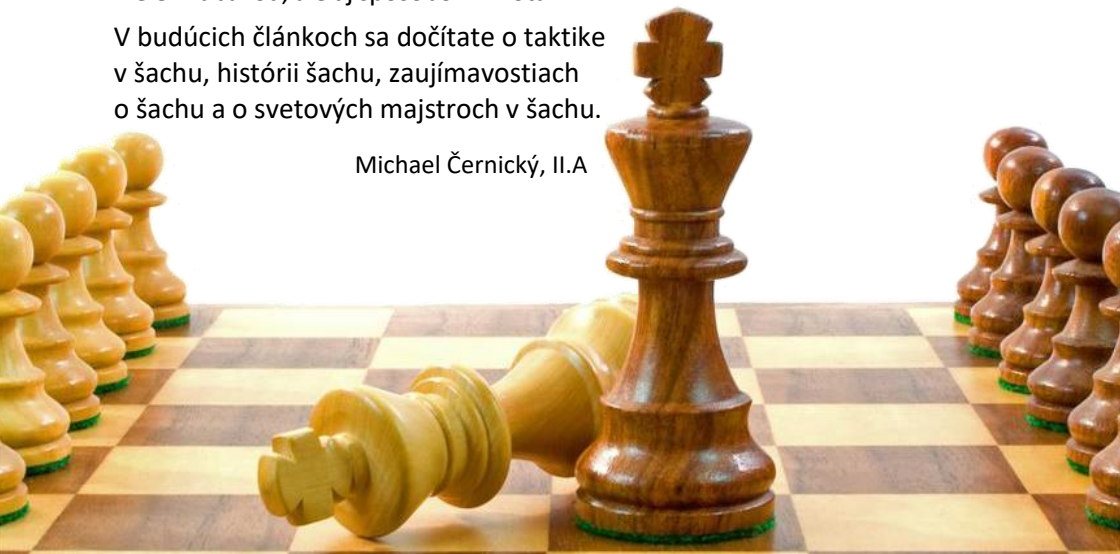 V budúcich článkoch sa dočítate o taktike
v šachu, histórii šachu, zaujímavostiach
o šachu a o svetových majstroch v šachu.
Michael Černický, II.A